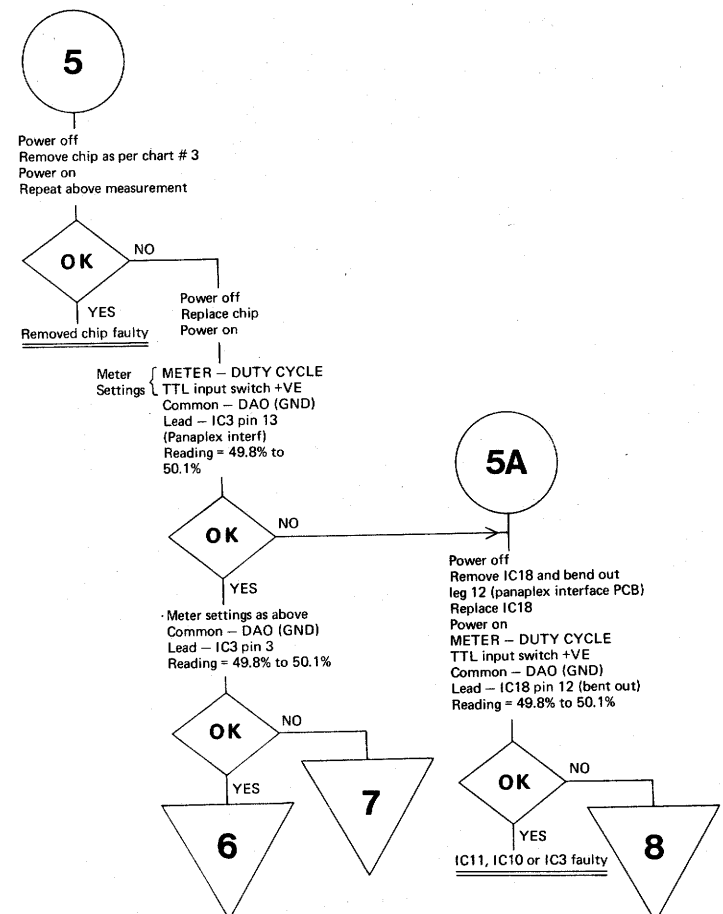 5
Power off
Remove chip as per chart # 3
Power on
Repeat above measurement
OK
NO
YES
Removed chip faulty
Power off
Replace chip
Power on
Meter
Settings
METER – DUTY CYCLE
TTL input switch +VE
Common – DAO (GND)
Lead – IC3 pin 13
(Panaplex interf)
Reading = 49.8% to
50.1%
OK
NO
YES
Meter settings as above
Common – DAO (GND)
Lead – IC3 pin 3
Reading = 49.8% to 50.1%
OK
NO
YES
6
7
5A
Power off
Remove IC18 and bend out
leg 12 (panaplex interface PCB)
Replace IC18
Power on
METER – DUTY CYCLE
TTL input switch +VE
Common – DAO (GND)
Lead – IC18 pin 12 (bent out)
Reading = 49.8% to 50.1%
OK
NO
YES
IC11, IC10 or IC3 faulty
8